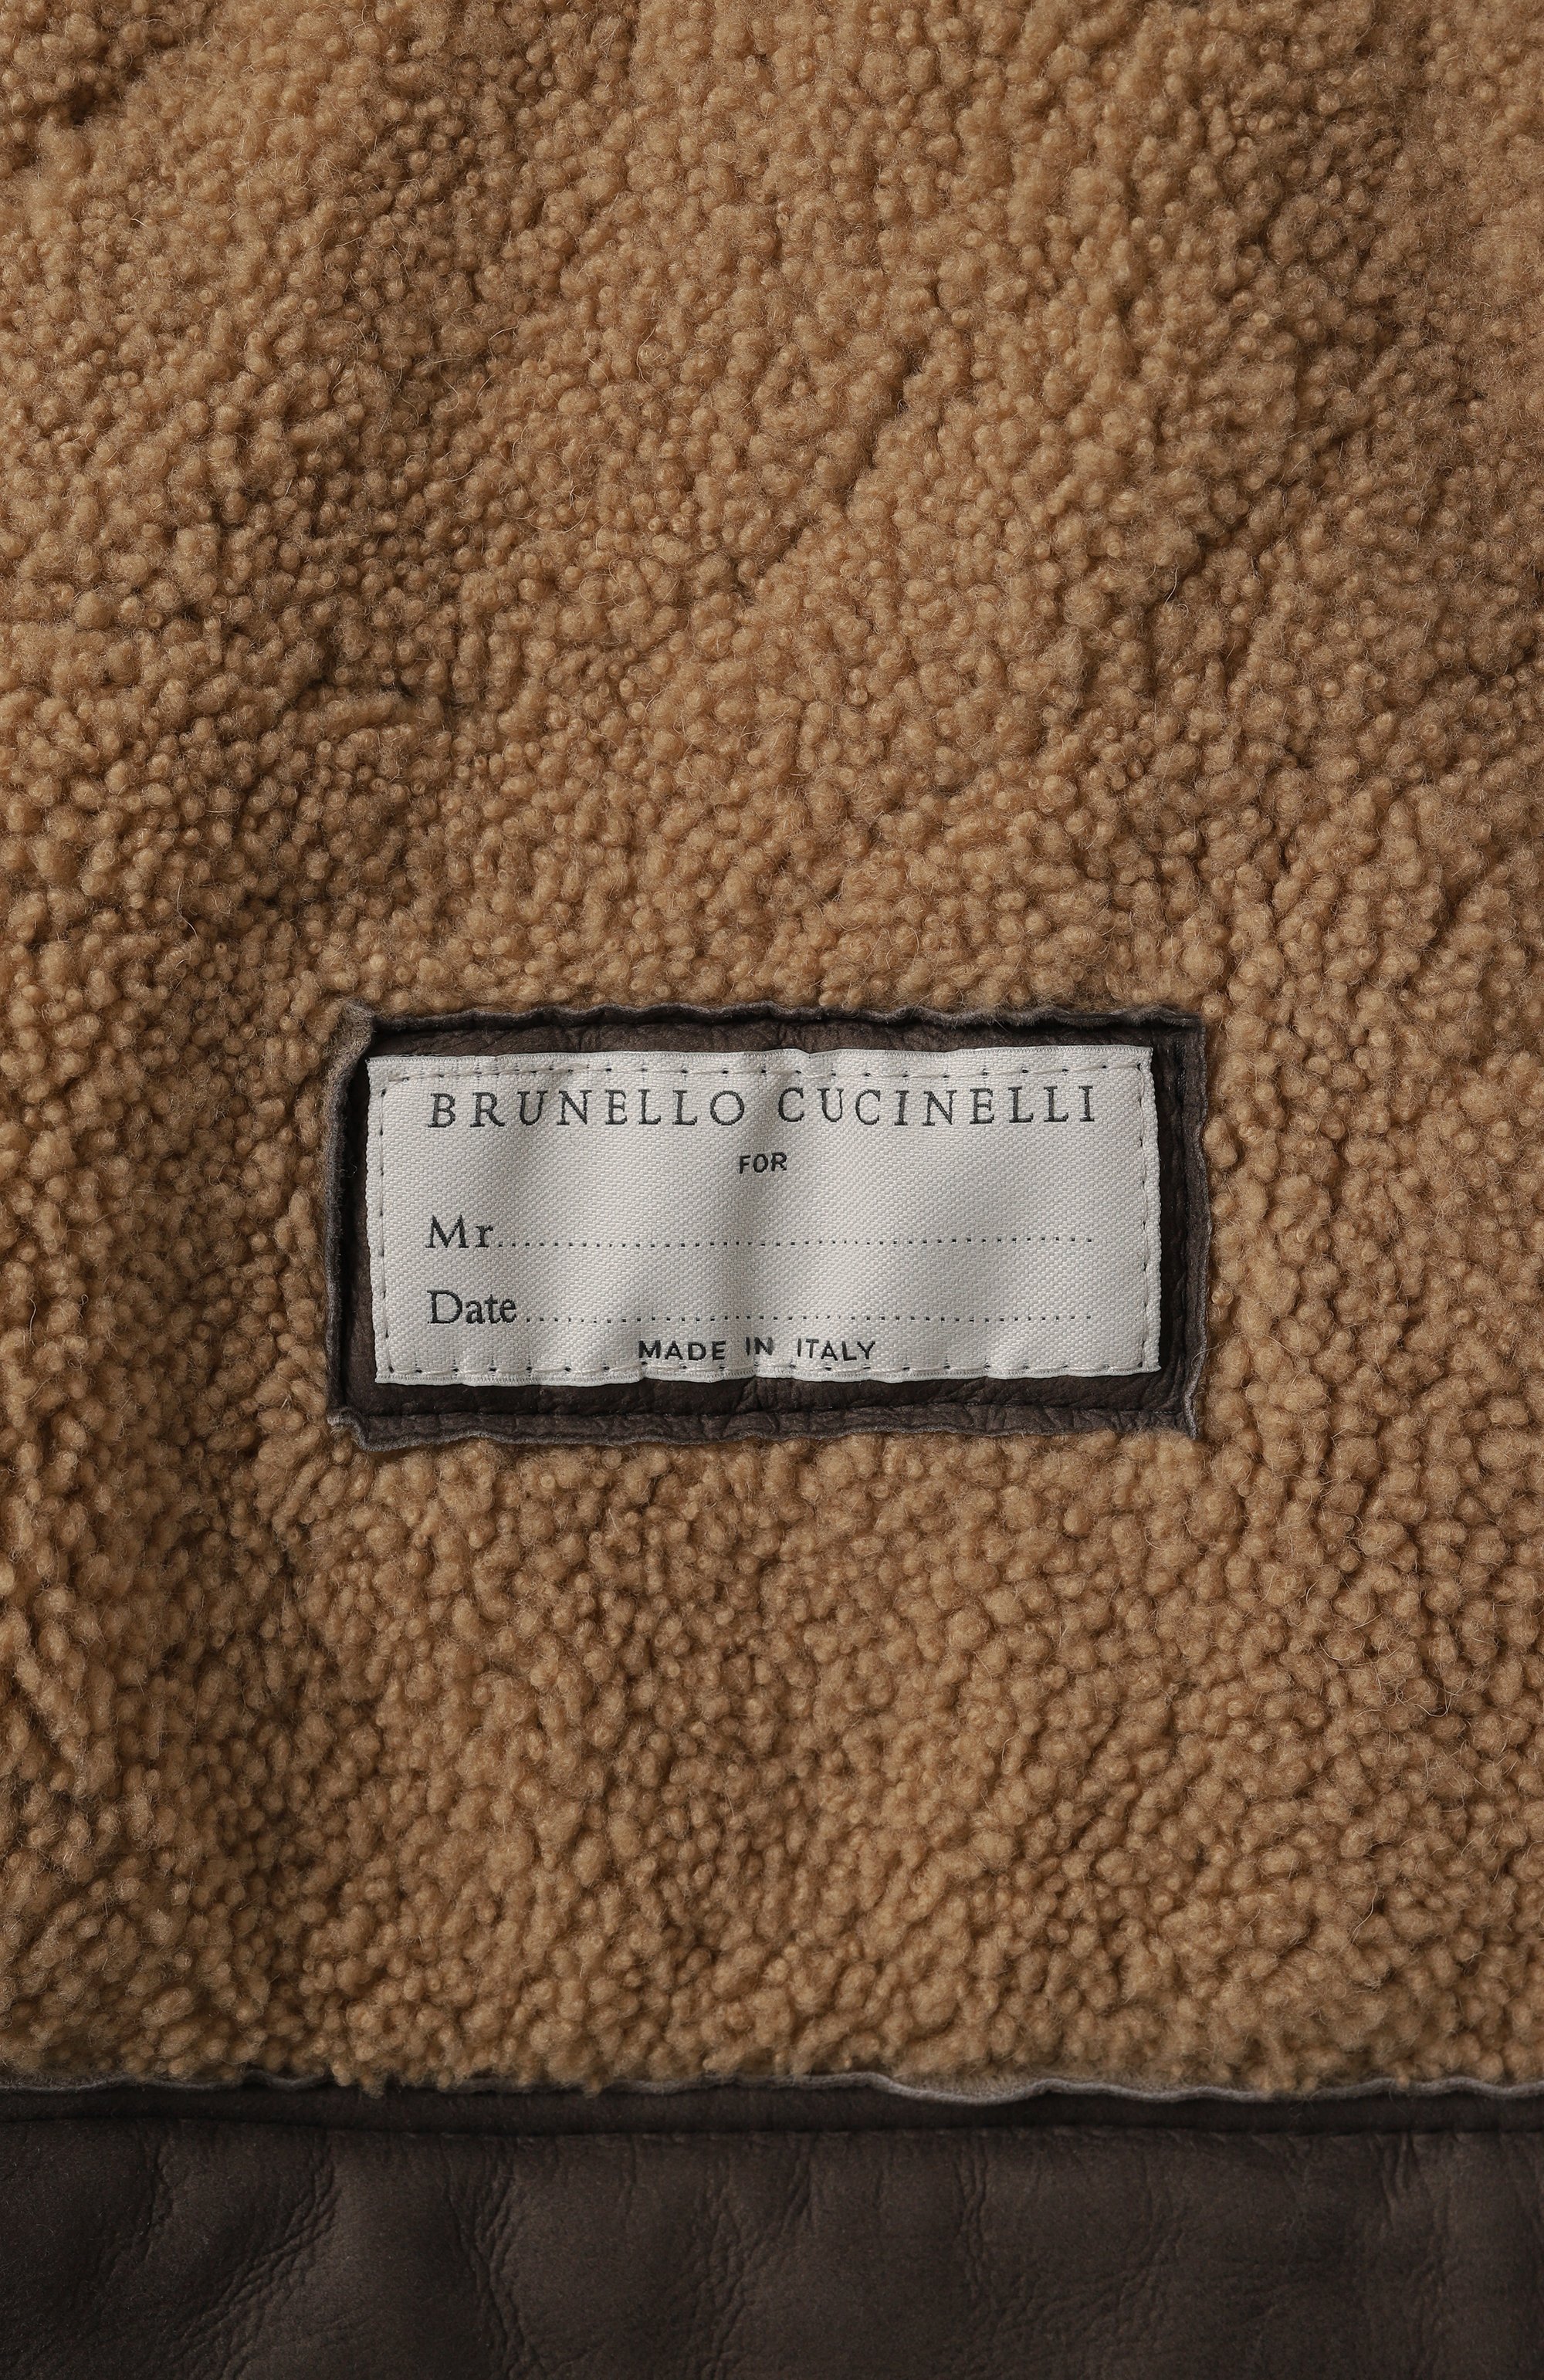 BRUNELLO CUCINELLI
FOR
Mr........................................................................
Date.....................................................................
MADE IN ITALY